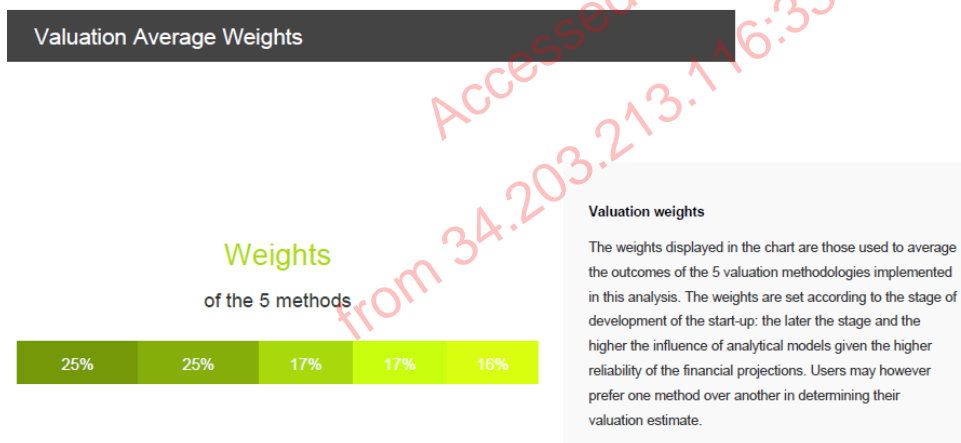 Valuation Average Weights
Accessed
from 34.203.213.116:33
Weights
of the 5 methods
25% 25% 17% 17% 16%
Valuation weights
The weights displayed in the chart are those used to average
the outcomes of the 5 valuation methodologies implemented
in this analysis. The weights are set according to the stage of
development of the start-up: the later the stage and the
higher the influence of analytical models given the higher
reliability of the financial projections. Users may however
prefer one method over another in determining their
valuation estimate.